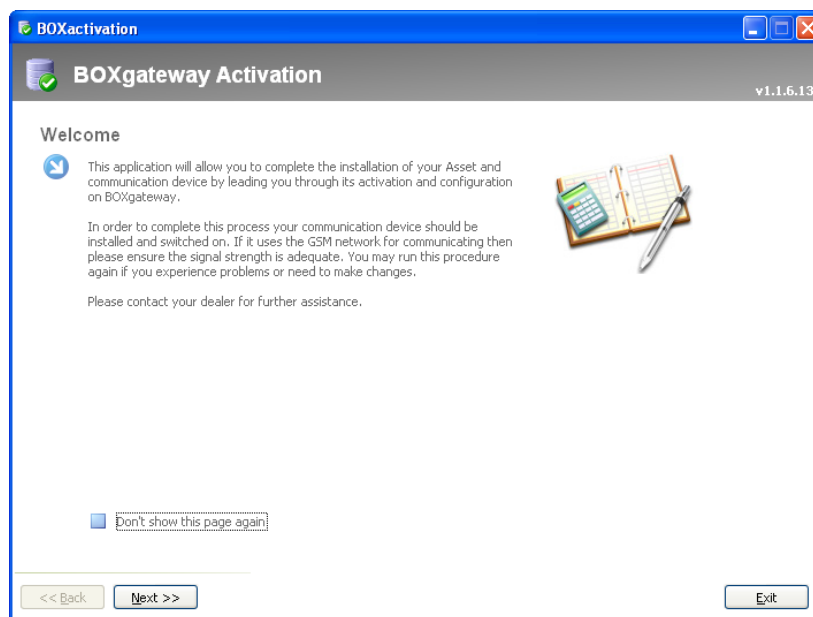 BOXactivation
BOXgateway Activation
v1.1.6.13
Welcome
This application will allow you to complete the installation of your Asset and
communication device by leading you through its activation and configuration
on BOXgateway.
In order to complete this process your communication device should be
installed and switched on. If it uses the GSM network for communicating then
please ensure the signal strength is adequate. You may run this procedure
again if you experience problems or need to make changes.
Please contact your dealer for further assistance.
Don't show this page again
<< Back
Next >>
Exit